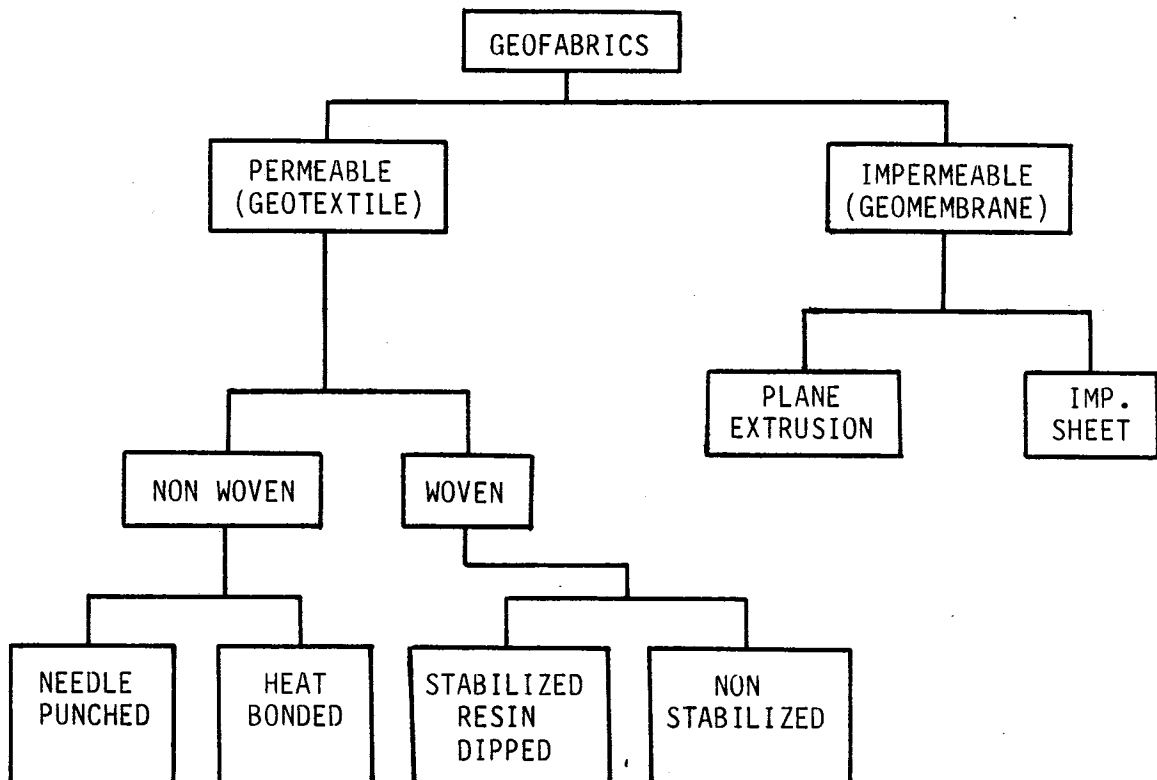 GEOFABRICS
PERMEABLE
(GEOTEXTILE)
IMPERMEABLE
(GEOMEMBRANE)
PLANE
EXTRUSION
IMP.
SHEET
NON WOVEN
WOVEN
NEEDLE
PUNCHED
HEAT
BONDED
STABILIZED
RESIN
DIPPED
NON
STABILIZED